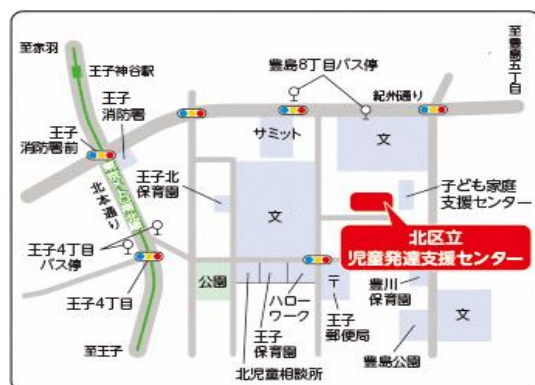 至赤羽
王子神谷駅
王子
消防署
王子
消防署前
北本通り
王子4丁目
バス停
王子4丁目
至王子
豊島8丁目バス停
紀州通り
至豊島五丁目
サミット
文
王子北
保育園
文
子ども家庭
支援センター
北区立
児童発達支援センター
公園
ハロー
ワーク
王子
保育園
北児童相談所
〒
王子
郵便局
豊川
保育園
文
豊島公園